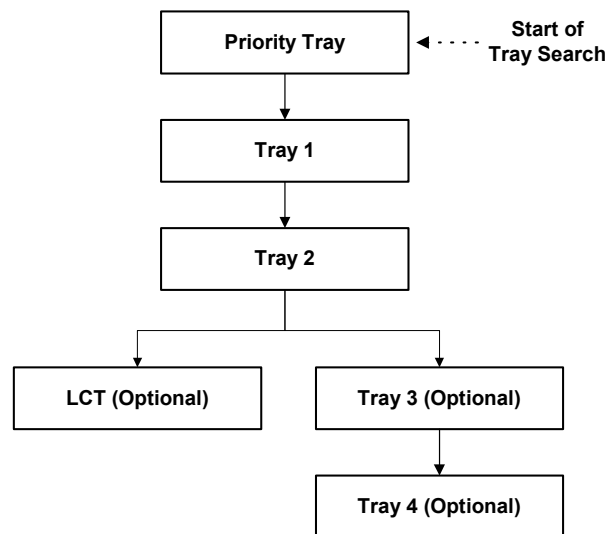 Priority Tray
Start of
Tray Search
Tray 1
Tray 2
LCT (Optional)
Tray 3 (Optional)
Tray 4 (Optional)